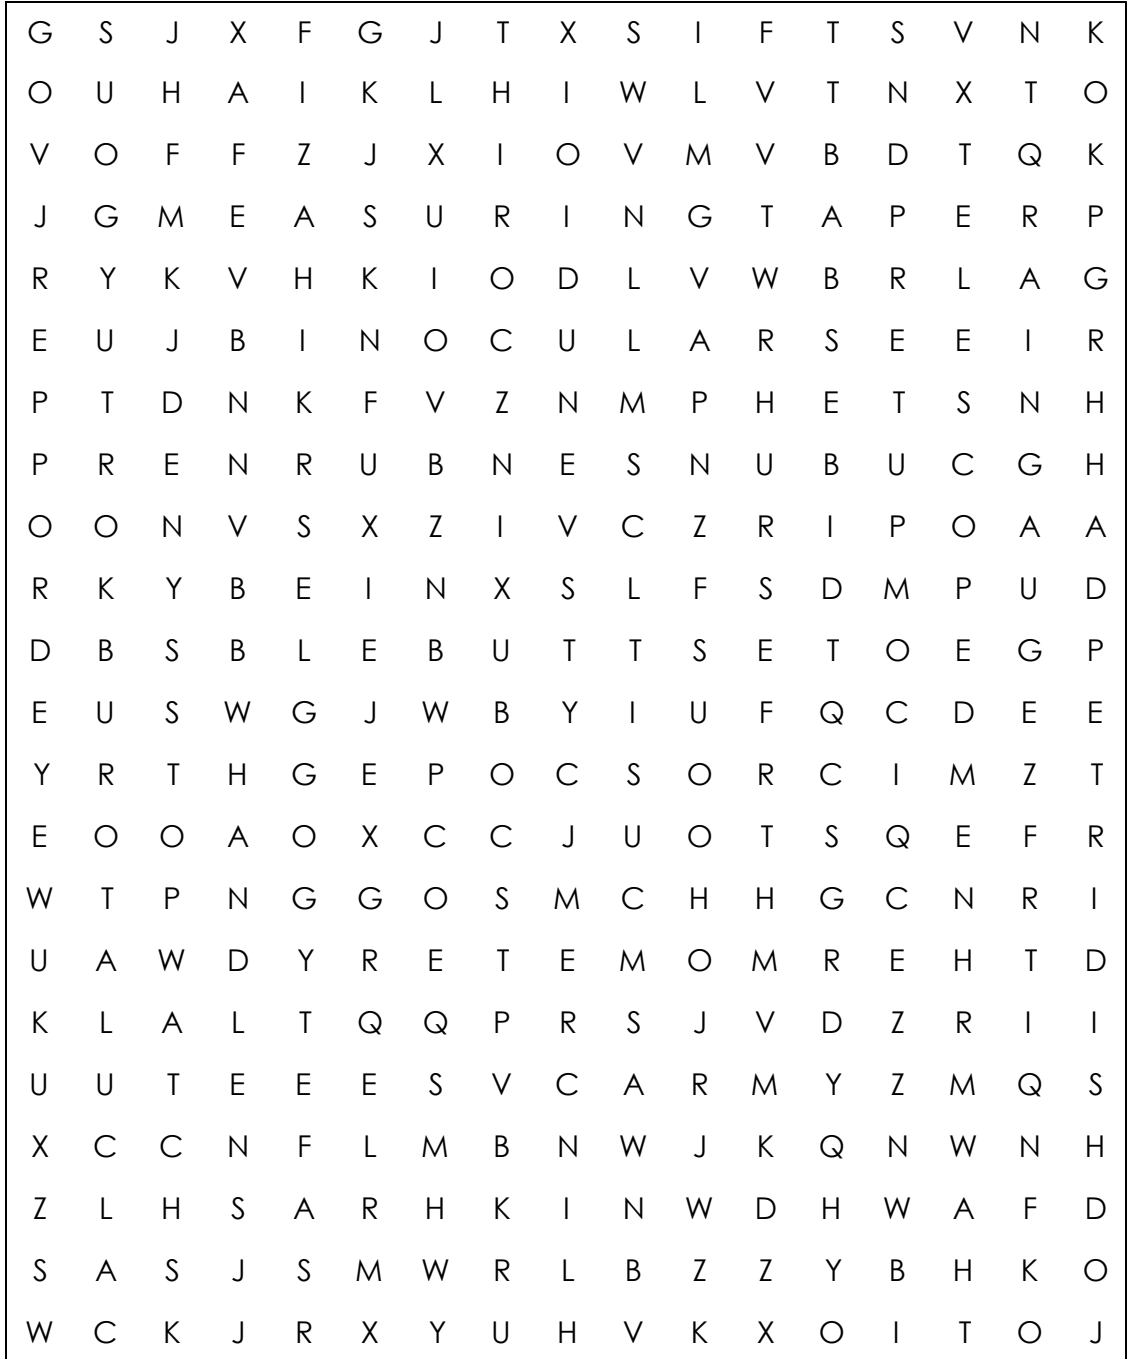 G S J X F G J T X S I F T S V N K
O U H A I K L H I W L V T N X T O
V O F F Z J X I O V M V B D T Q K
J G M E A S U R I N G T A P E R P
R Y K V H K I O D L V W B R L A G
E U J B I N O C U L A R S E E I R
P T D N K F V Z N M P H E T S N H
P R E N R U B N E S N U B U C G H
O O N V S X Z I V C Z R I P O A A
R K Y B E I N X S L F S D M P U D
D B S B L E B U T T S E T O E G P
E U S W G J W B Y I U F Q C D E E
Y R T H G E P O C S O R C I M Z T
E O O A O X C C J U O T S Q E F R
W T P N G G O S M C H H G C N R I
U A W D Y R E T E M O M R E H T D
K L A L T Q Q P R S J V D Z R I I
U U T E E E S V C A R M Y Z M Q S
X C C N F L M B N W J K Q N W N H
Z L H S A R H K I N W D H W A F D
S A S J S M W R L B Z Z Y B H K O
W C K J R X Y U H V K X O I T O J